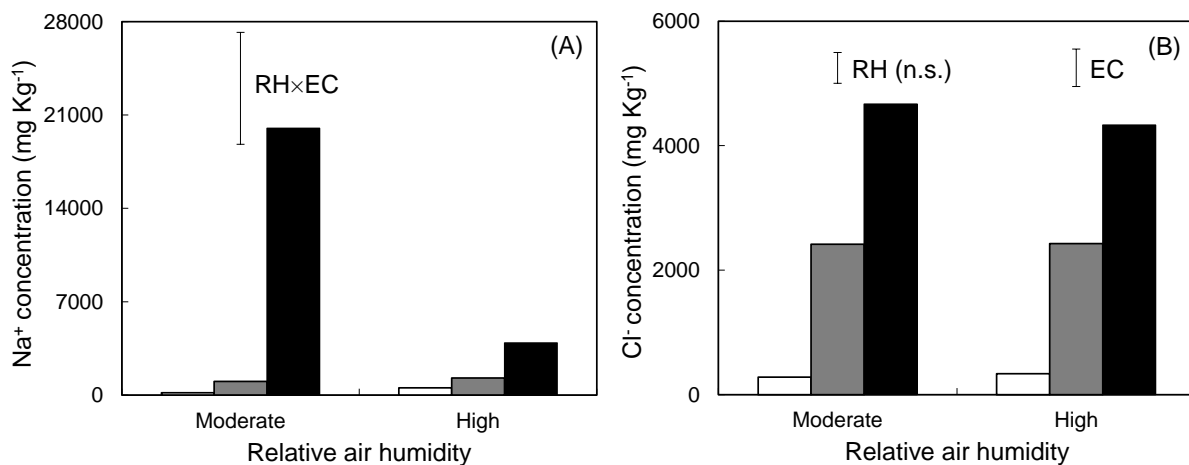 (A)
Na⁺ concentration (mg Kg⁻¹)
28000
21000
14000
7000
0
RH×EC
Moderate High
Relative air humidity
(B)
Cl⁻ concentration (mg Kg⁻¹)
6000
4000
2000
0
RH (n.s.)
EC
Moderate High
Relative air humidity